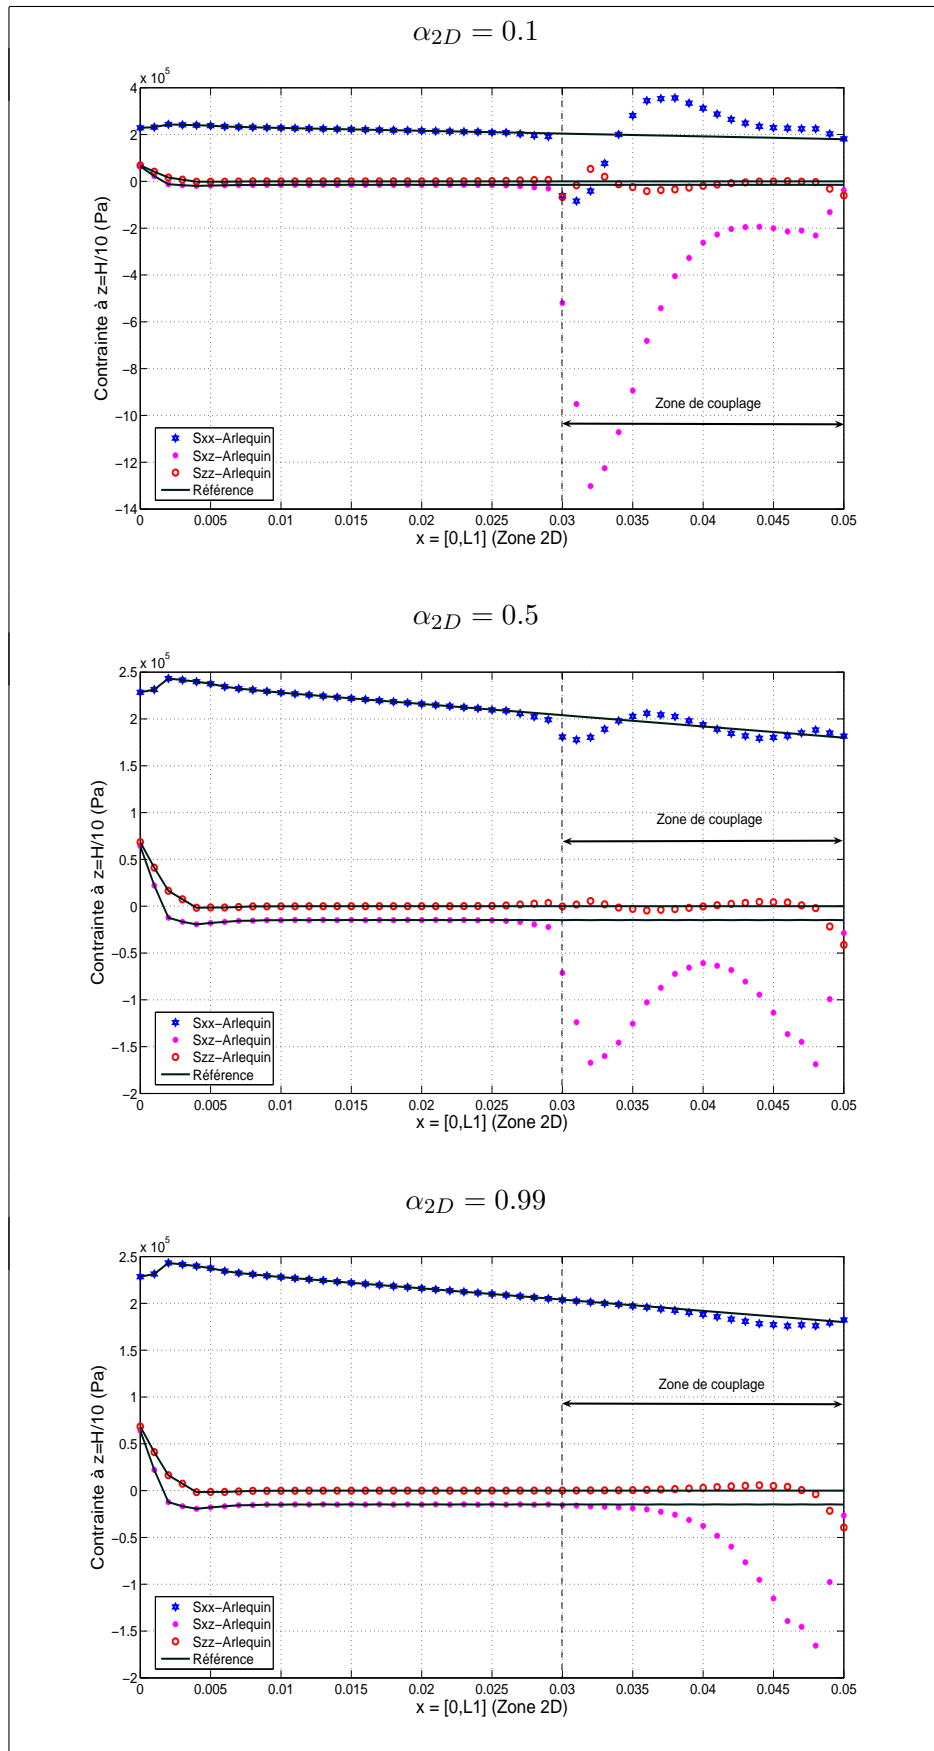 α2D = 0.1
x 10^5
4
2
0
−2
−4
−6
−8
−10
−12
−14
Contrainte à z=H/10 (Pa)
Zone de couplage
Sxx−Arlequin
Sxz−Arlequin
Szz−Arlequin
Référence
0 0.005 0.01 0.015 0.02 0.025 0.03 0.035 0.04 0.045 0.05
x = [0,L1] (Zone 2D)
α2D = 0.5
x 10^5
2.5
2
1.5
1
0.5
0
−0.5
−1
−1.5
−2
Contrainte à z=H/10 (Pa)
Zone de couplage
Sxx−Arlequin
Sxz−Arlequin
Szz−Arlequin
Référence
0 0.005 0.01 0.015 0.02 0.025 0.03 0.035 0.04 0.045 0.05
x = [0,L1] (Zone 2D)
α2D = 0.99
x 10^5
2.5
2
1.5
1
0.5
0
−0.5
−1
−1.5
−2
Contrainte à z=H/10 (Pa)
Zone de couplage
Sxx−Arlequin
Sxz−Arlequin
Szz−Arlequin
Référence
0 0.005 0.01 0.015 0.02 0.025 0.03 0.035 0.04 0.045 0.05
x = [0,L1] (Zone 2D)